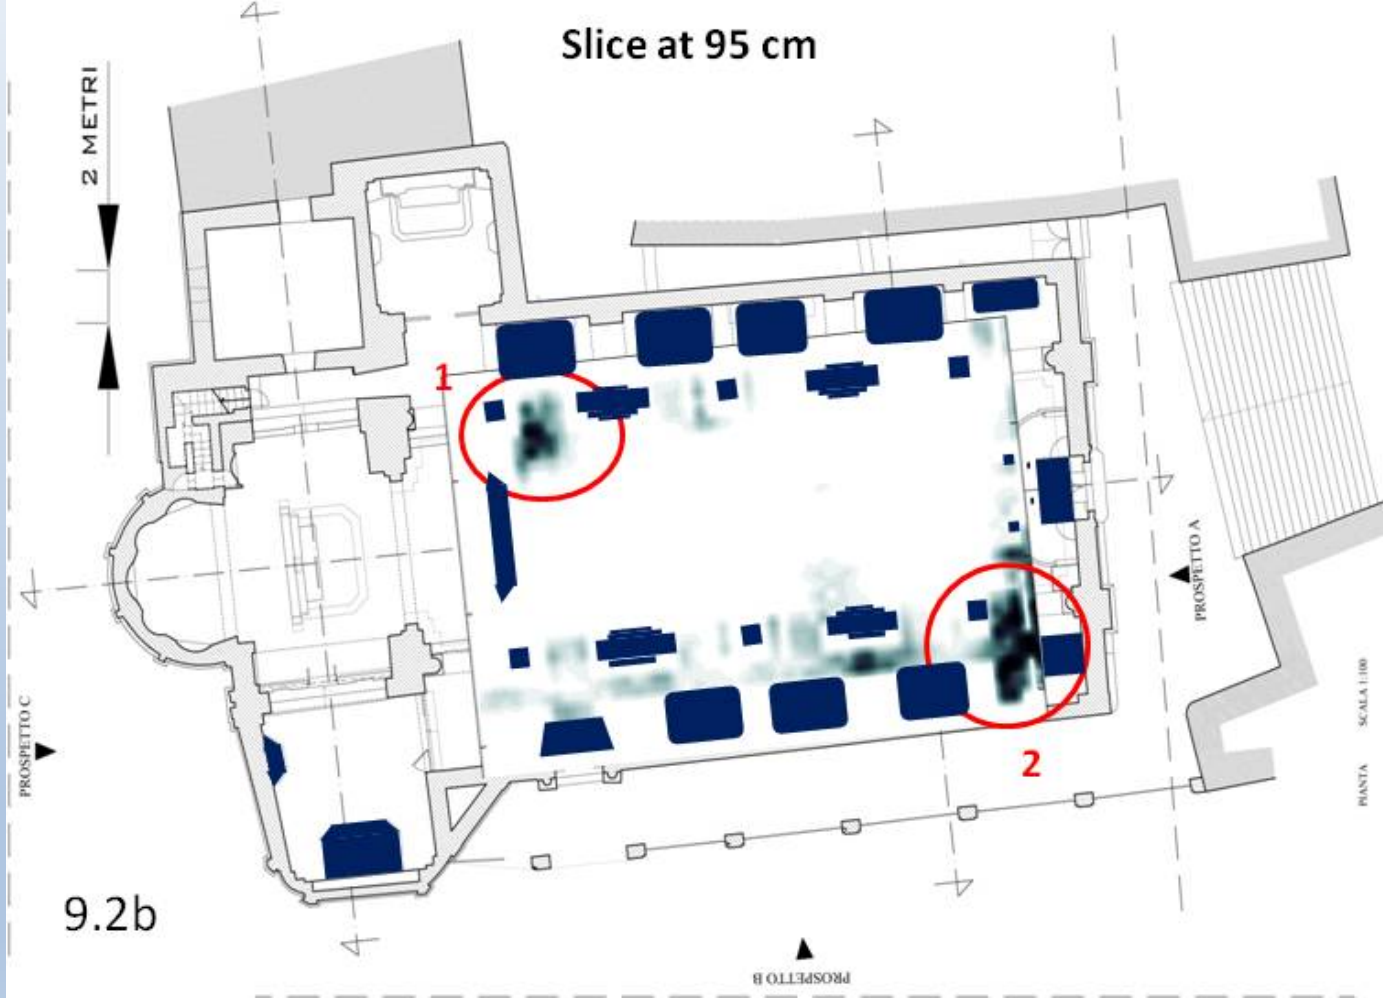 Slice at 95 cm
2 METRI
1
PROSPETTO A
2
PROSPETTO C
PIANTA SCALA 1:100
9.2b
PROSPETTO B